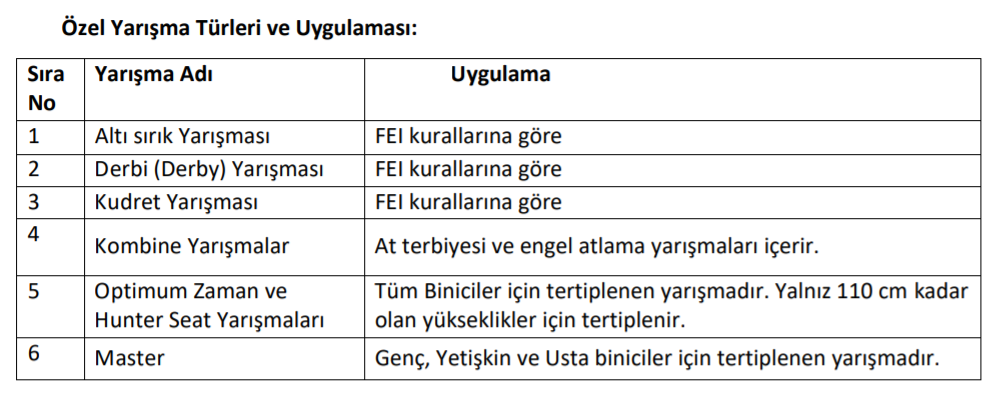 Özel Yarışma Türleri ve Uygulaması:
Sıra No Yarışma Adı Uygulama
1 Altı sırık Yarışması FEI kurallarına göre
2 Derbi (Derby) Yarışması FEI kurallarına göre
3 Kudret Yarışması FEI kurallarına göre
4 Kombine Yarışmalar At terbiyesi ve engel atlama yarışmaları içerir.
5 Optimum Zaman ve Tüm Biniciler için tertiplenen yarışmadır. Yalnız 110 cm kadar
Hunter Seat Yarışmaları olan yükseklikler için tertiplenir.
6 Master Genç, Yetişkin ve Usta biniciler için tertiplenen yarışmadır.